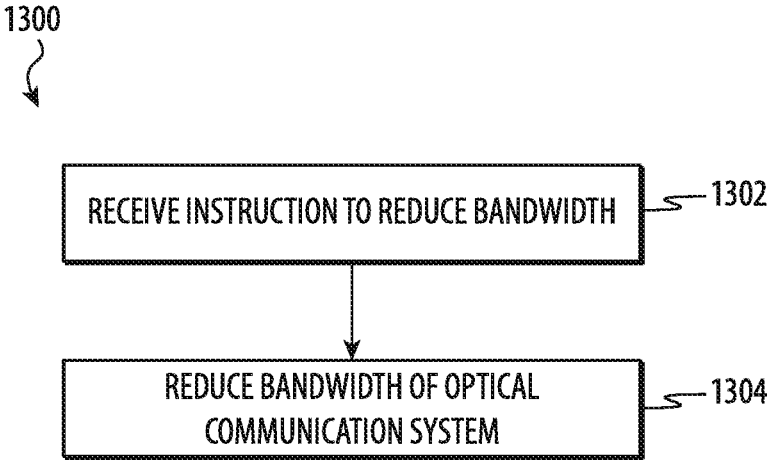 1300
RECEIVE INSTRUCTION TO REDUCE BANDWIDTH
1302
REDUCE BANDWIDTH OF OPTICAL
COMMUNICATION SYSTEM
1304